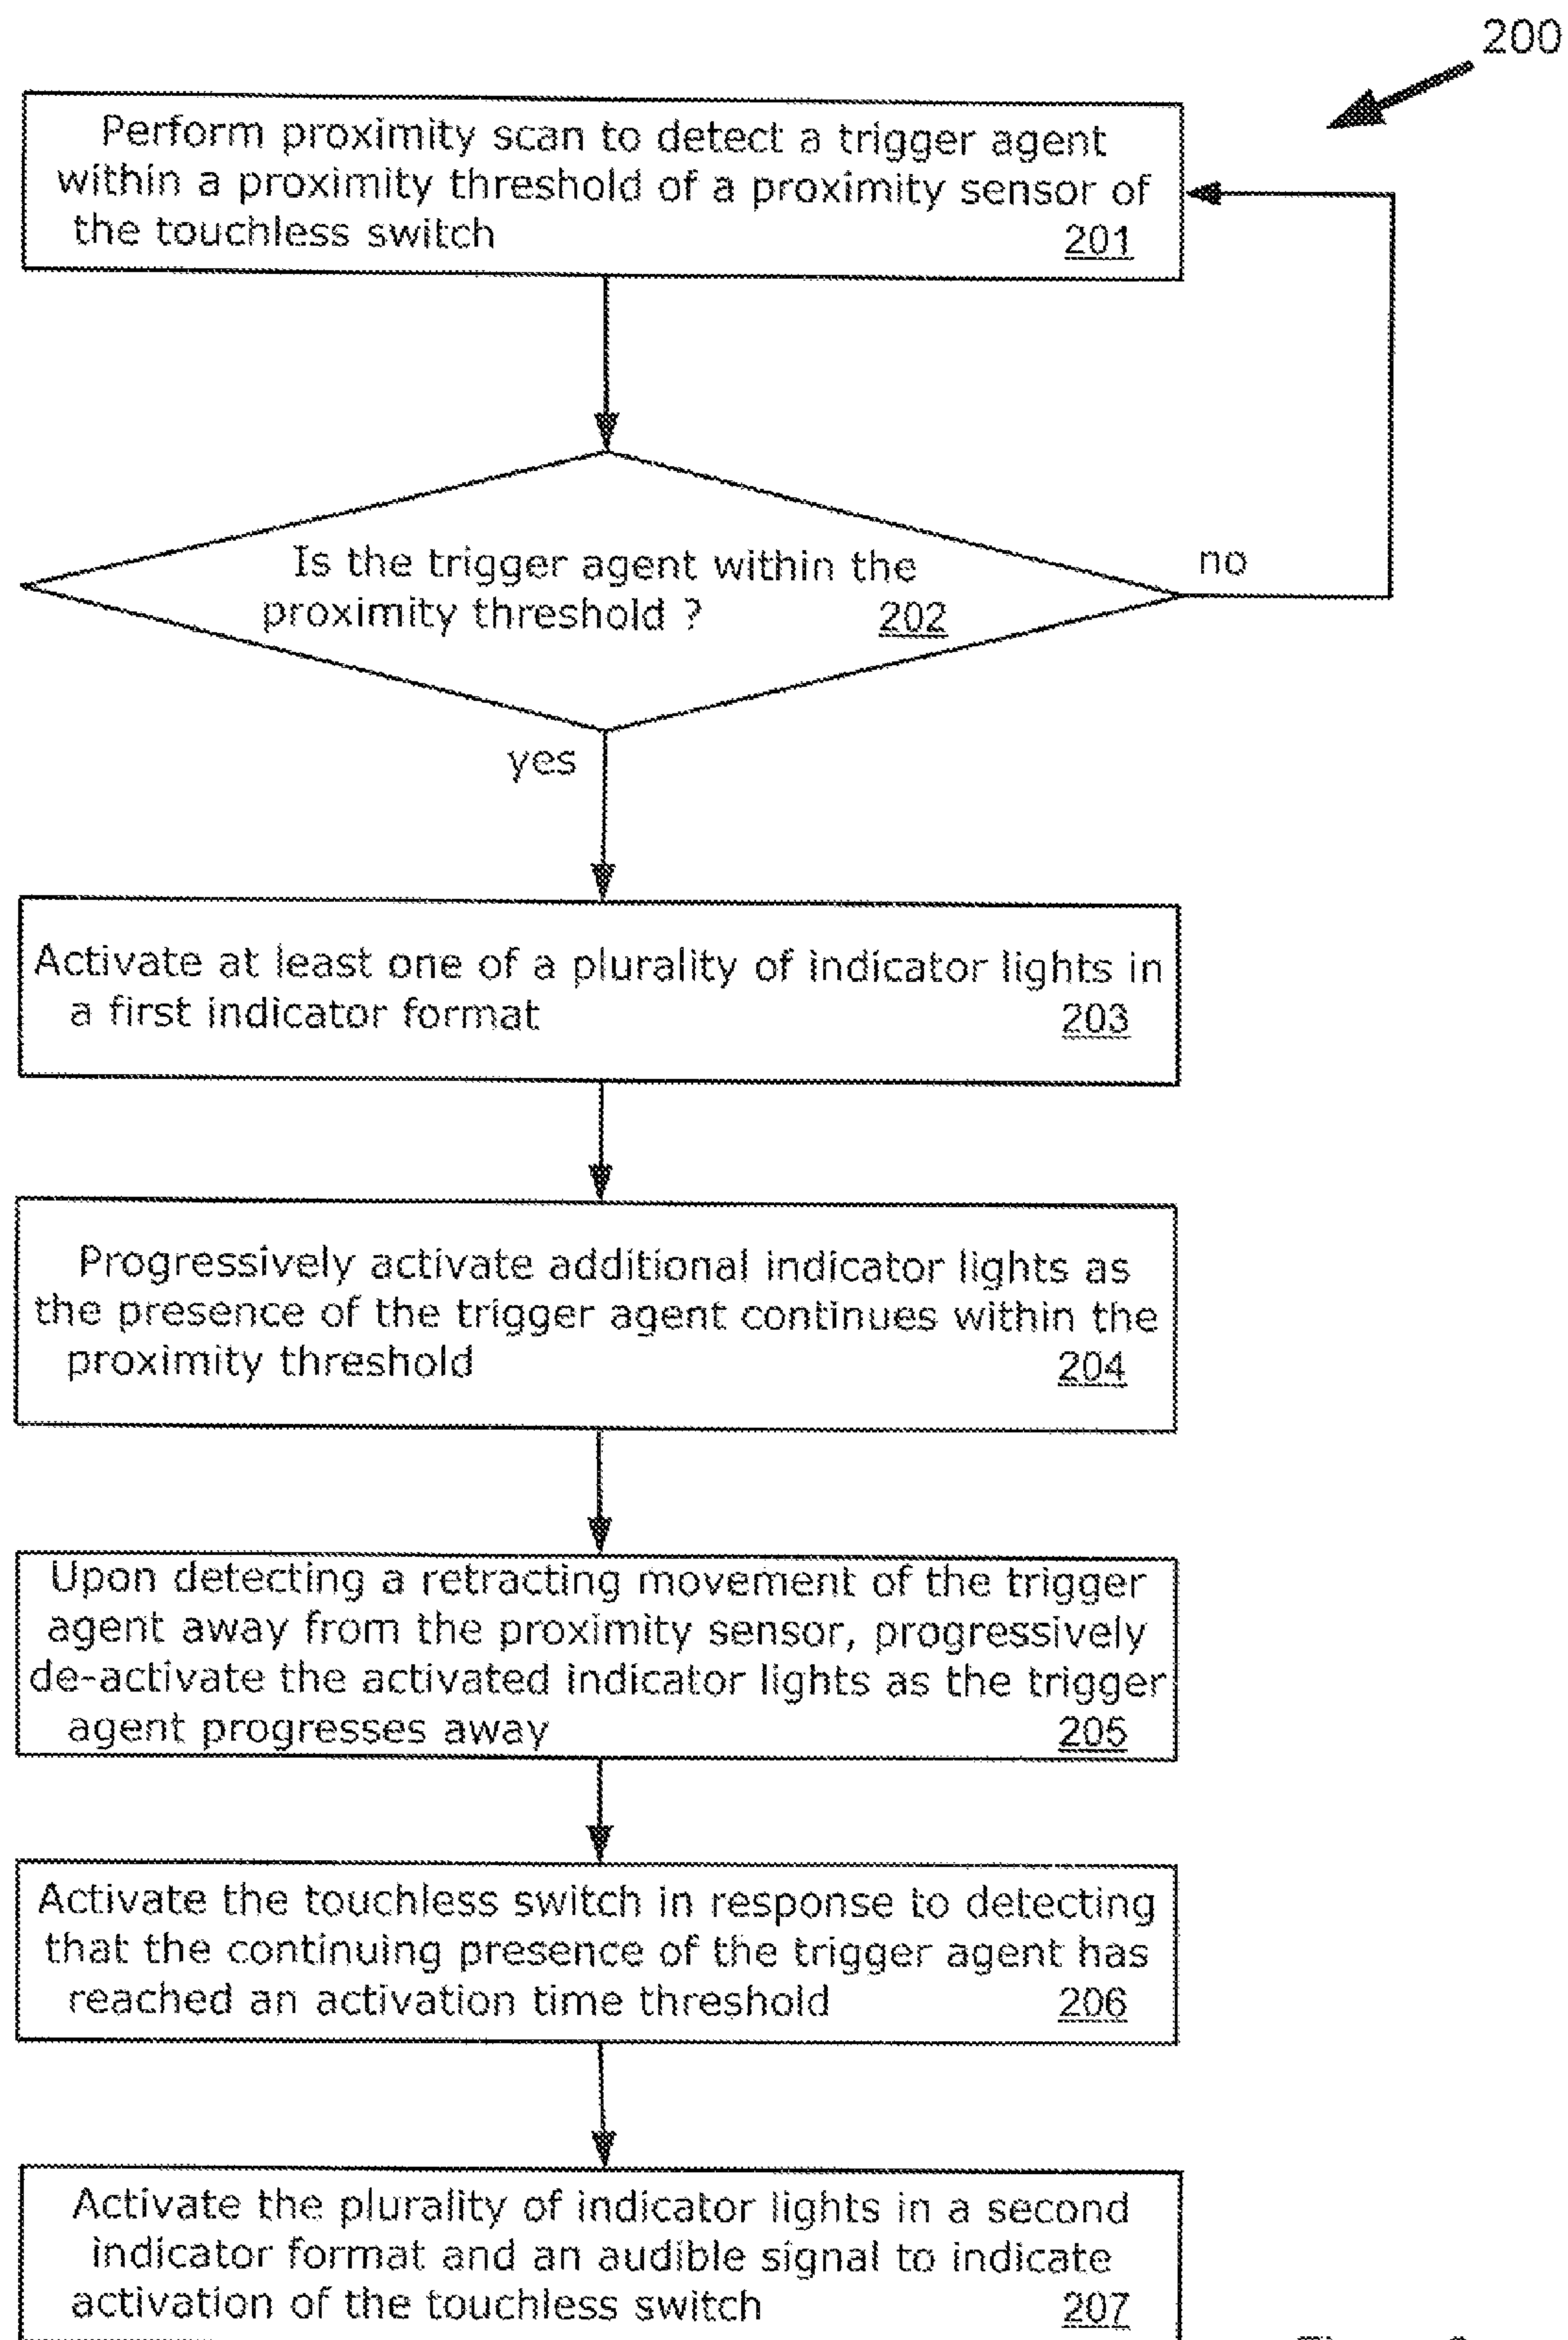 200
Perform proximity scan to detect a trigger agent
within a proximity threshold of a proximity sensor of
the touchless switch 201
Is the trigger agent within the
proximity threshold ? 202
no
yes
Activate at least one of a plurality of indicator lights in
a first indicator format 203
Progressively activate additional indicator lights as
the presence of the trigger agent continues within the
proximity threshold 204
Upon detecting a retracting movement of the trigger
agent away from the proximity sensor, progressively
de-activate the activated indicator lights as the trigger
agent progresses away 205
Activate the touchless switch in response to detecting
that the continuing presence of the trigger agent has
reached an activation time threshold 206
Activate the plurality of indicator lights in a second
indicator format and an audible signal to indicate
activation of the touchless switch 207